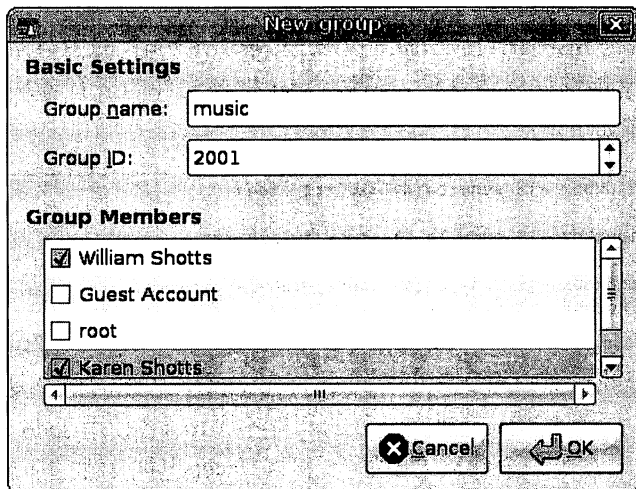 New group
Basic Settings
Group name: music
Group ID: 2001
Group Members
William Shotts
Guest Account
root
Karen Shotts
Cancel OK